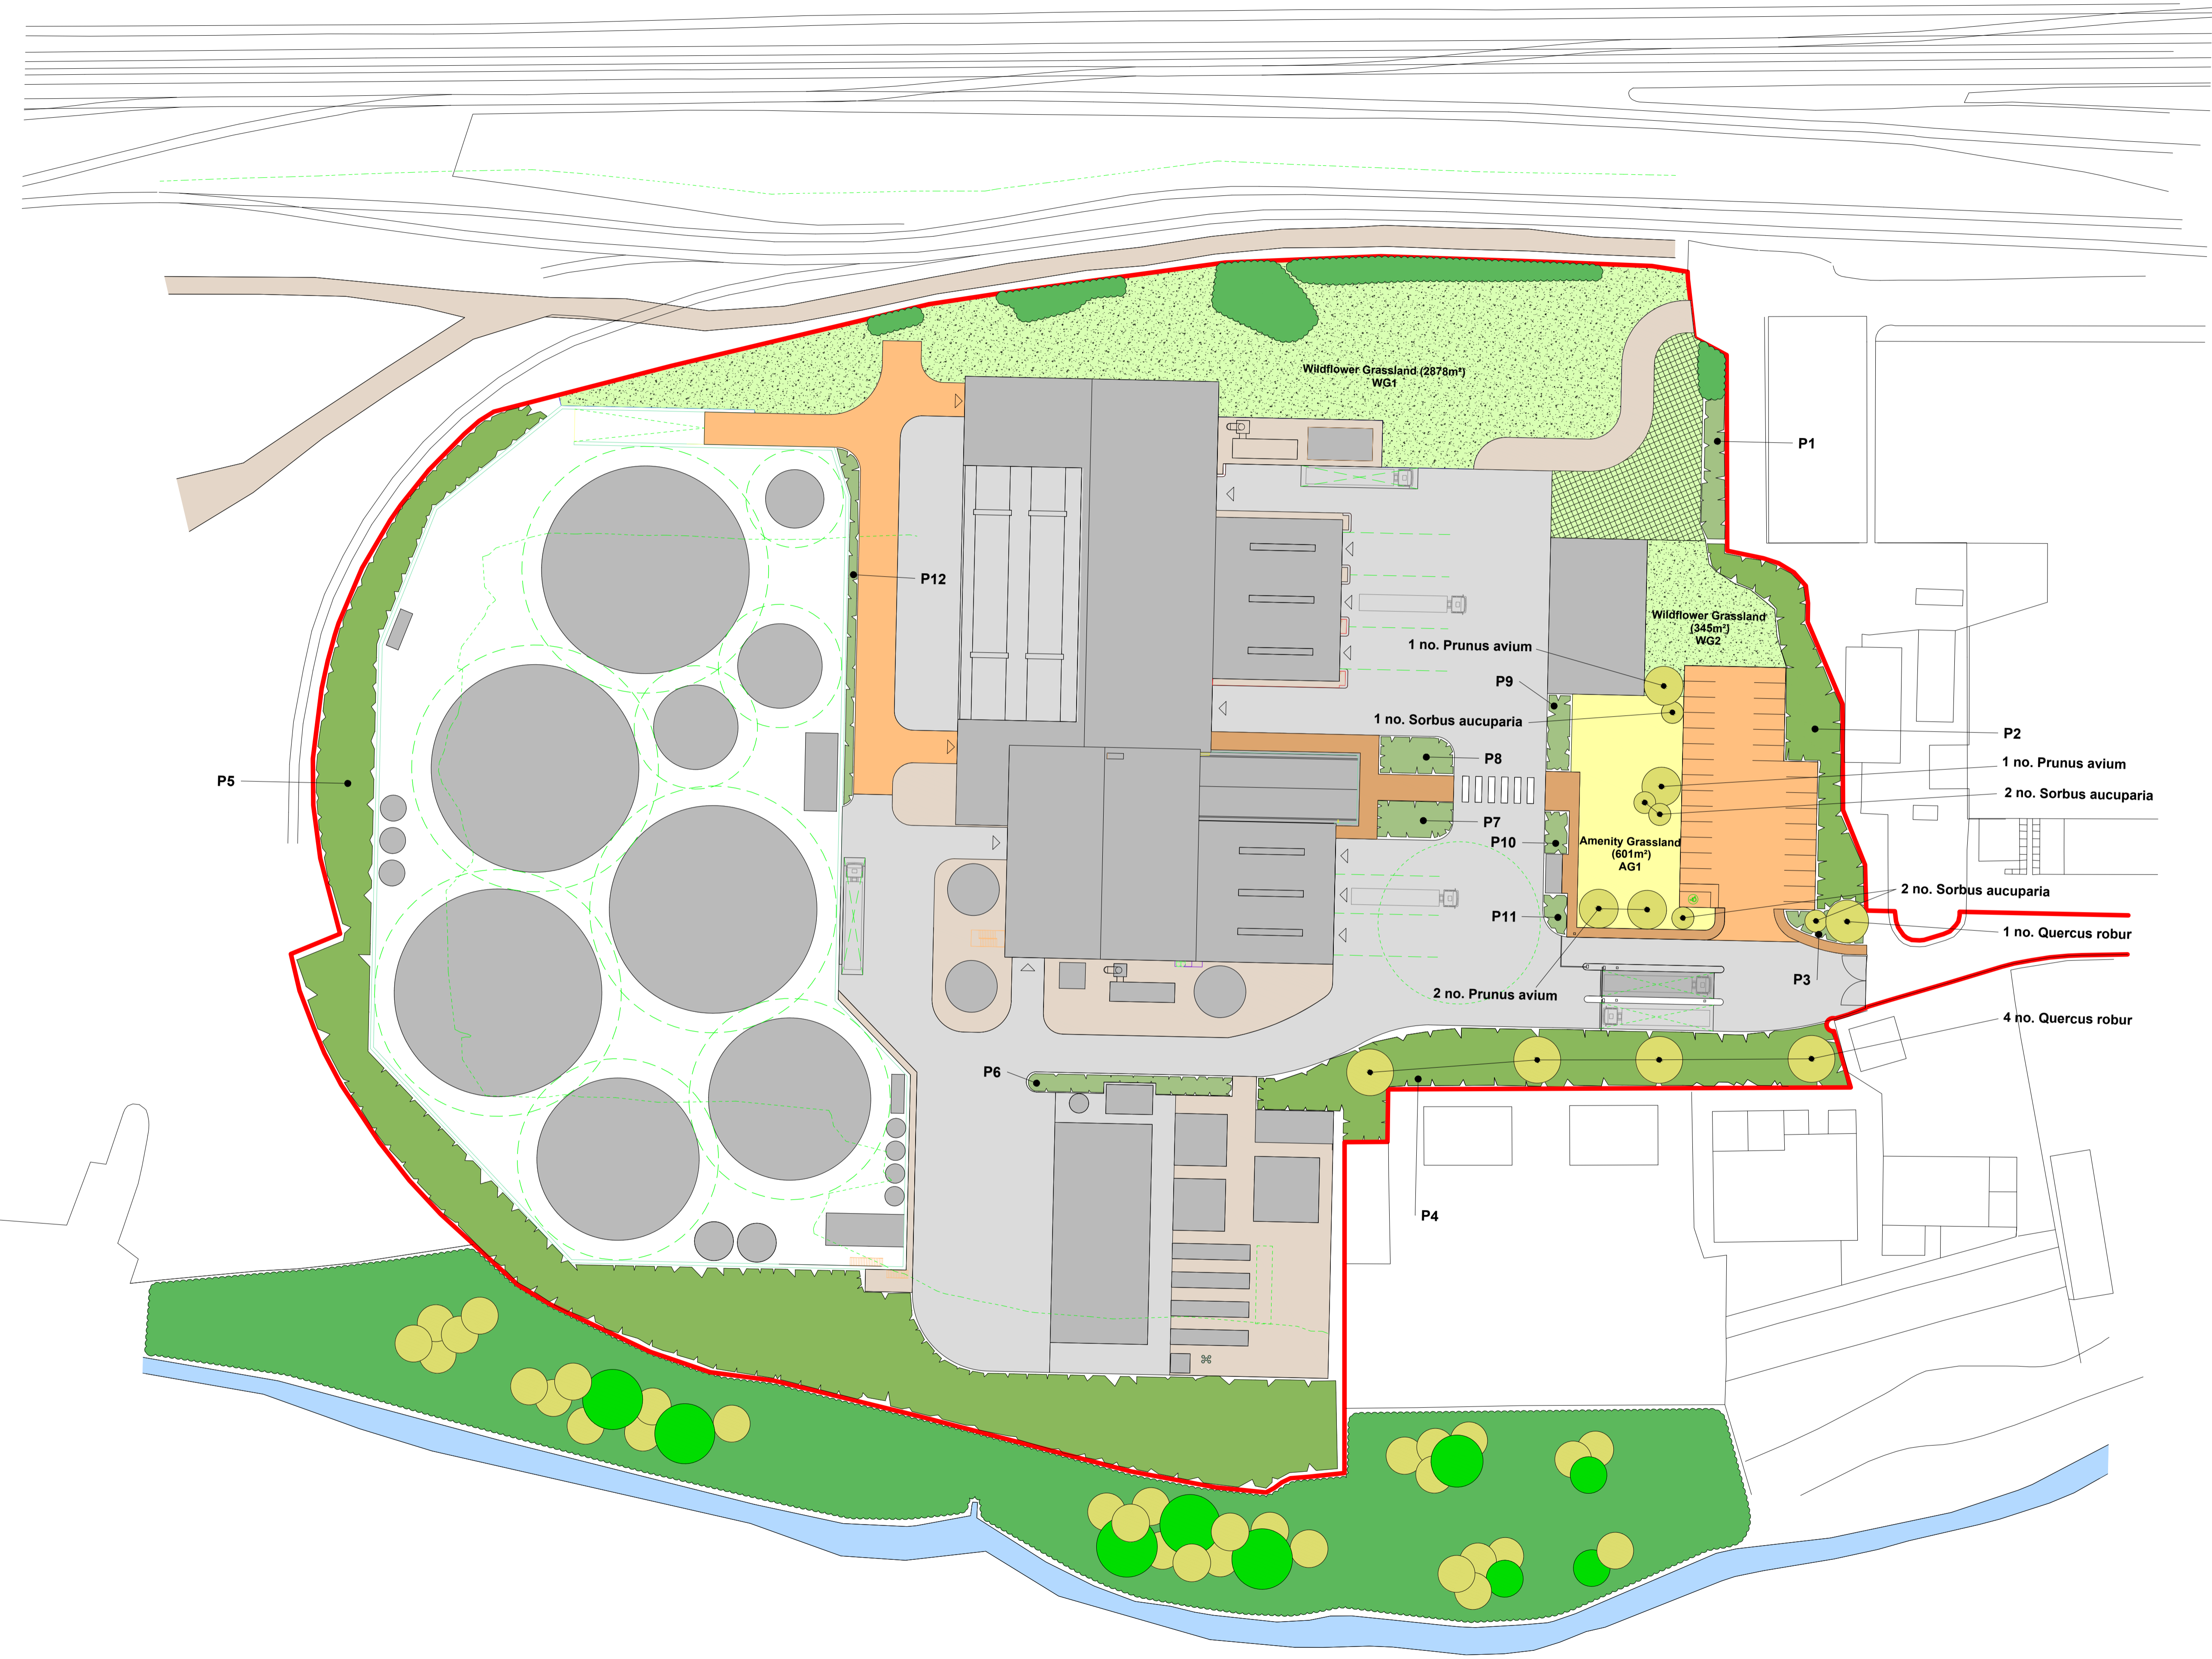 Wildflower Grassland (2878m²)
WG1
P1
P12
Wildflower Grassland
(345m²)
WG2
1 no. Prunus avium
P9
1 no. Sorbus aucuparia
P2
P8
1 no. Prunus avium
P5
2 no. Sorbus aucuparia
P7
P10
Amenity Grassland
(601m²)
AG1
2 no. Sorbus aucuparia
P11
1 no. Quercus robur
P3
2 no. Prunus avium
4 no. Quercus robur
P6
P4